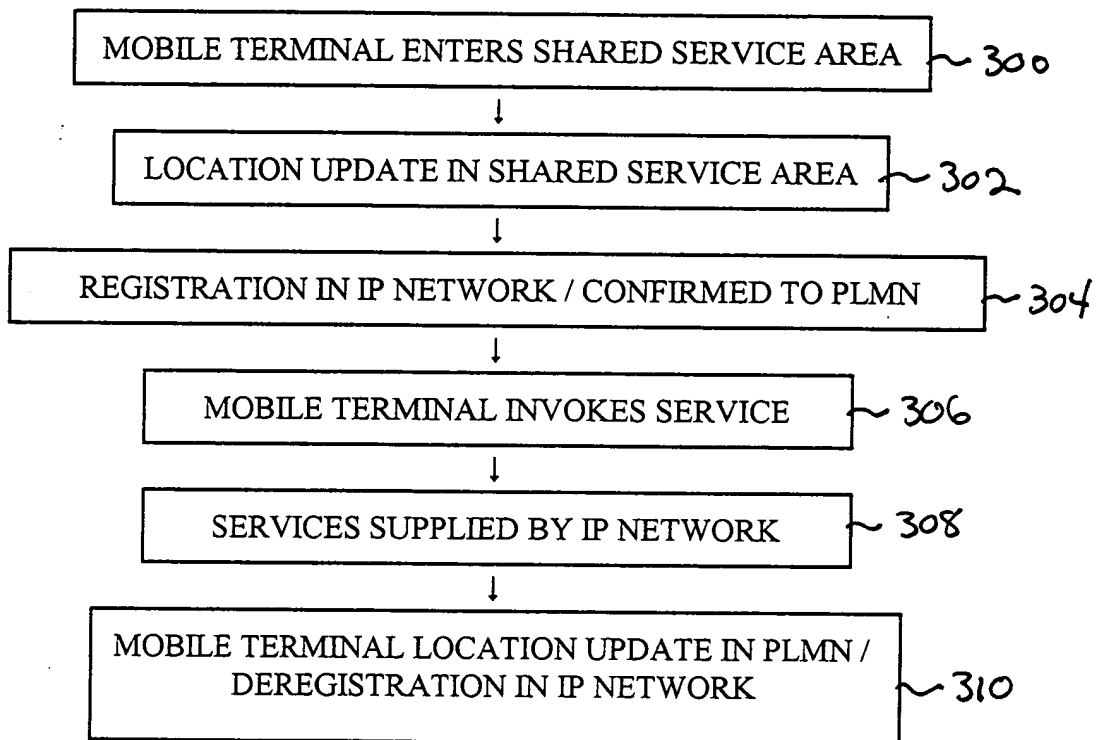 MOBILE TERMINAL ENTERS SHARED SERVICE AREA 300
LOCATION UPDATE IN SHARED SERVICE AREA 302
REGISTRATION IN IP NETWORK / CONFIRMED TO PLMN 304
MOBILE TERMINAL INVOKES SERVICE 306
SERVICES SUPPLIED BY IP NETWORK 308
MOBILE TERMINAL LOCATION UPDATE IN PLMN /
DEREGISTRATION IN IP NETWORK 310